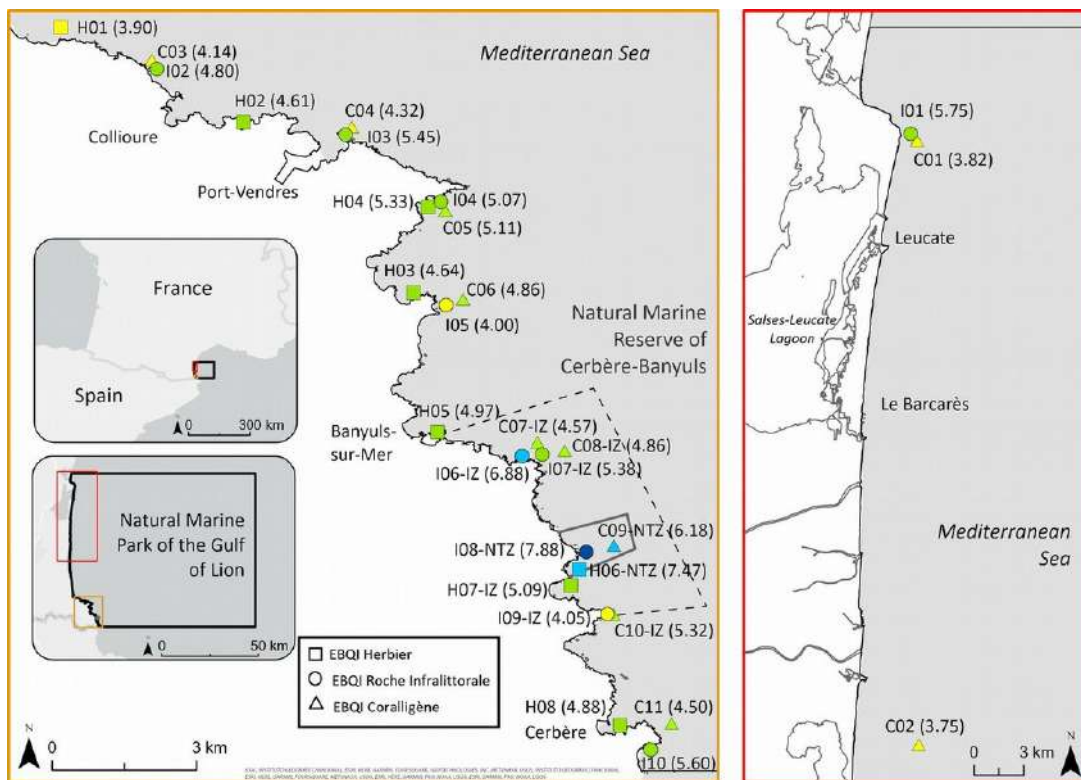 H01 (3.90)
C03 (4.14)
I02 (4.80)
Mediterranean Sea
H02 (4.61)
C04 (4.32)
I03 (5.45)
Collioure
Port-Vendres
H04 (5.33)
I04 (5.07)
C05 (5.11)
H03 (4.64)
C06 (4.86)
I05 (4.00)
Natural Marine
Reserve of
Cerbère-Banyuls
H05 (4.97)
Banyuls-
sur-Mer
C07-IZ (4.57)
C08-IZ (4.86)
I06-IZ (6.88)
I07-IZ (5.38)
C09-NTZ (6.18)
I08-NTZ (7.88)
H06-NTZ (7.47)
H07-IZ (5.09)
I09-IZ (4.05)
C10-IZ (5.32)
H08 (4.88)
C11 (4.50)
Cerbère
I10 (5.60)
France
Spain
N
0 300 km
Natural Marine
Park of the Gulf
of Lion
N
0 50 km
EBQI Herbier
EBQI Roche Infralittorale
EBQI Coralligène
N
0 3 km
I01 (5.75)
C01 (3.82)
Leucate
Salses-Leucate
Lagoon
Le Barcarès
Mediterranean
Sea
C02 (3.75)
0 3 km
N